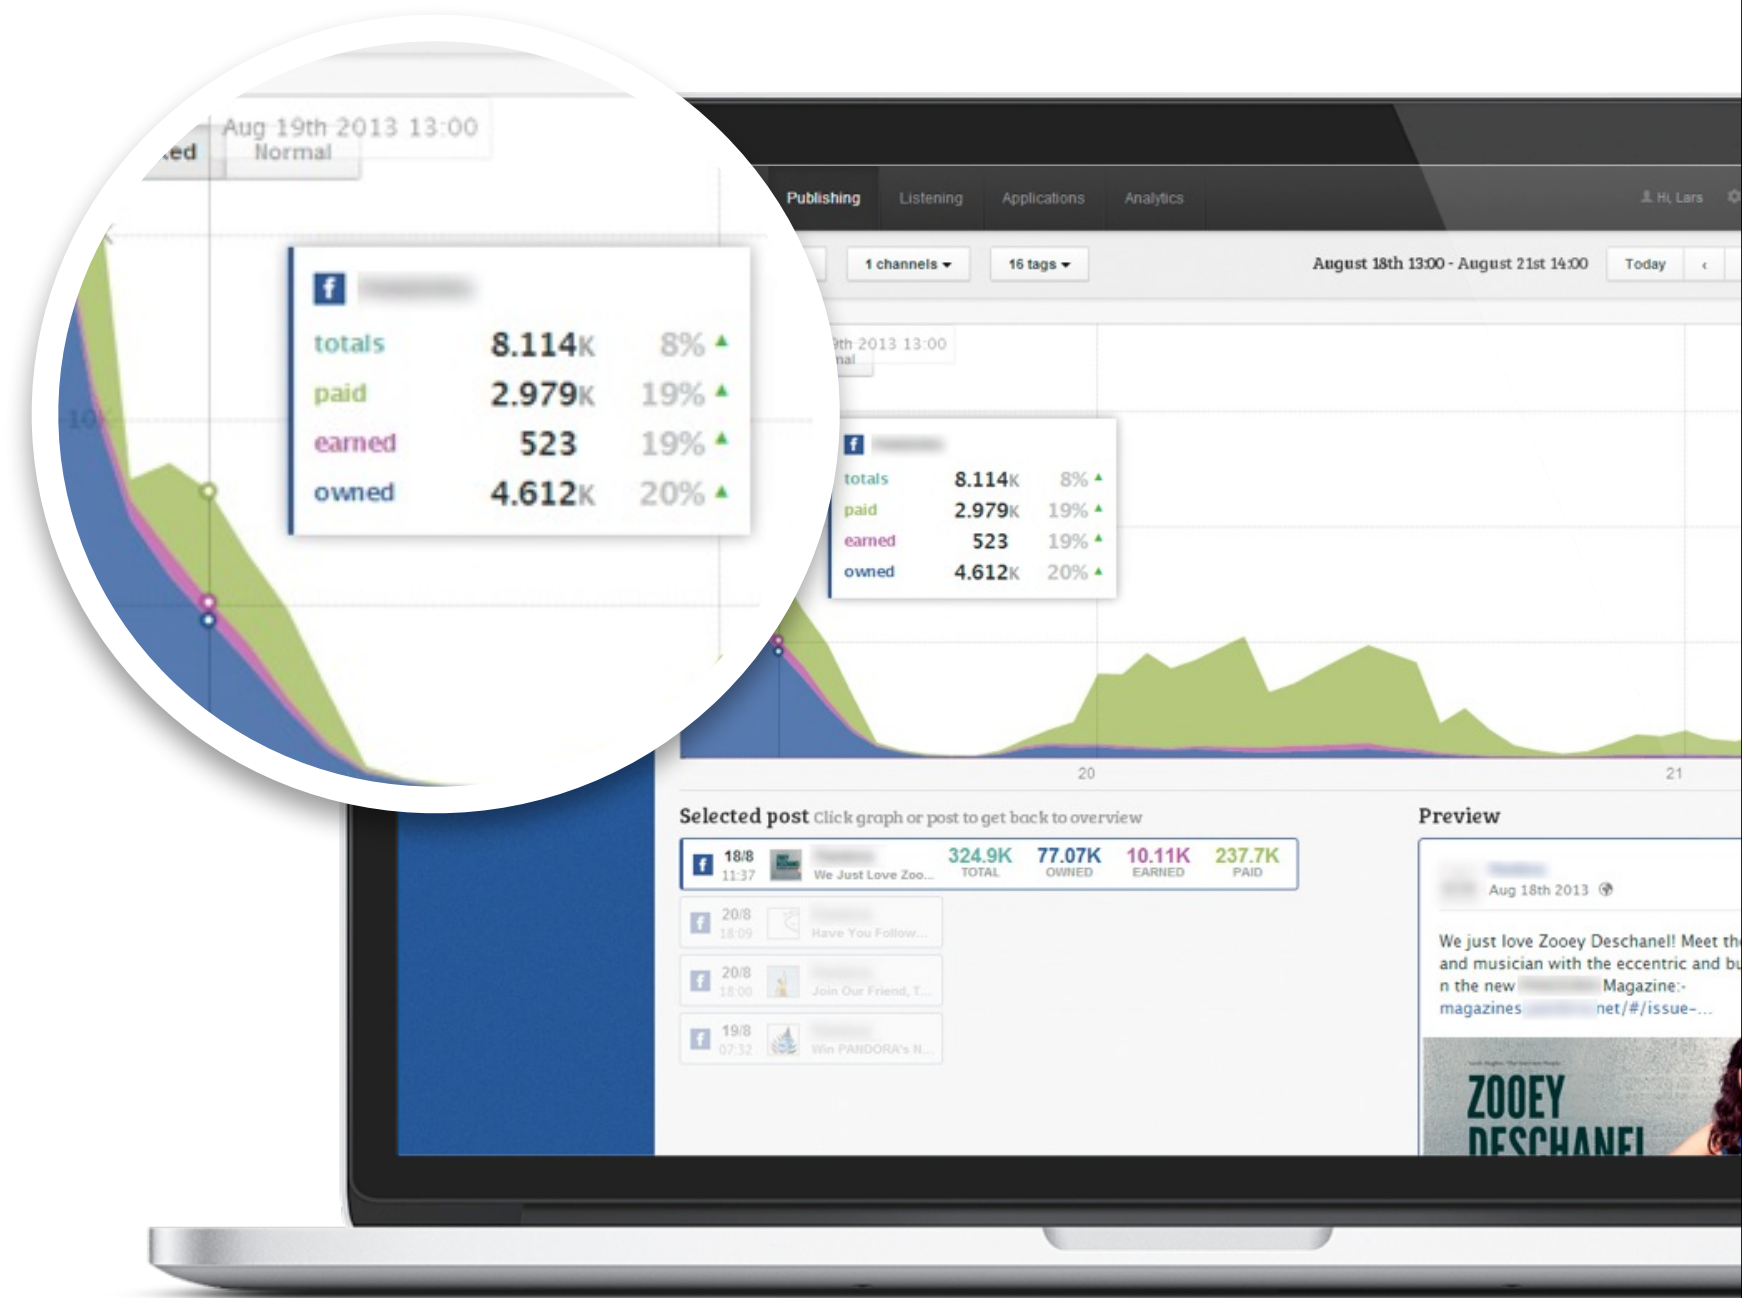 Aug 19th 2013 13:00
Normal
10K
totals 8.114K 8%
paid 2.979K 19%
earned 523 19%
owned 4.612K 20%
Publishing Listening Applications Analytics Hi, Lars
1 channels 16 tags August 18th 13:00 - August 21st 14:00 Today
2013 13:00
totals 8.114K 8%
paid 2.979K 19%
earned 523 19%
owned 4.612K 20%
20 21
Selected post Click graph or post to get back to overview
18/8 11:37 We Just Love Zoo...
324.9K TOTAL 77.07K OWNED 10.11K EARNED 237.7K PAID
20/8 18:09 Have You Follow...
20/8 18:00 Join Our Friend, T...
19/8 07:32 Win PANDORA's N...
Preview
Aug 18th 2013
We just love Zooey Deschanel! Meet
and musician with the eccentric and
n the new Magazine:-
magazines net/#/issue-...
ZOOEY
DESCHANEL